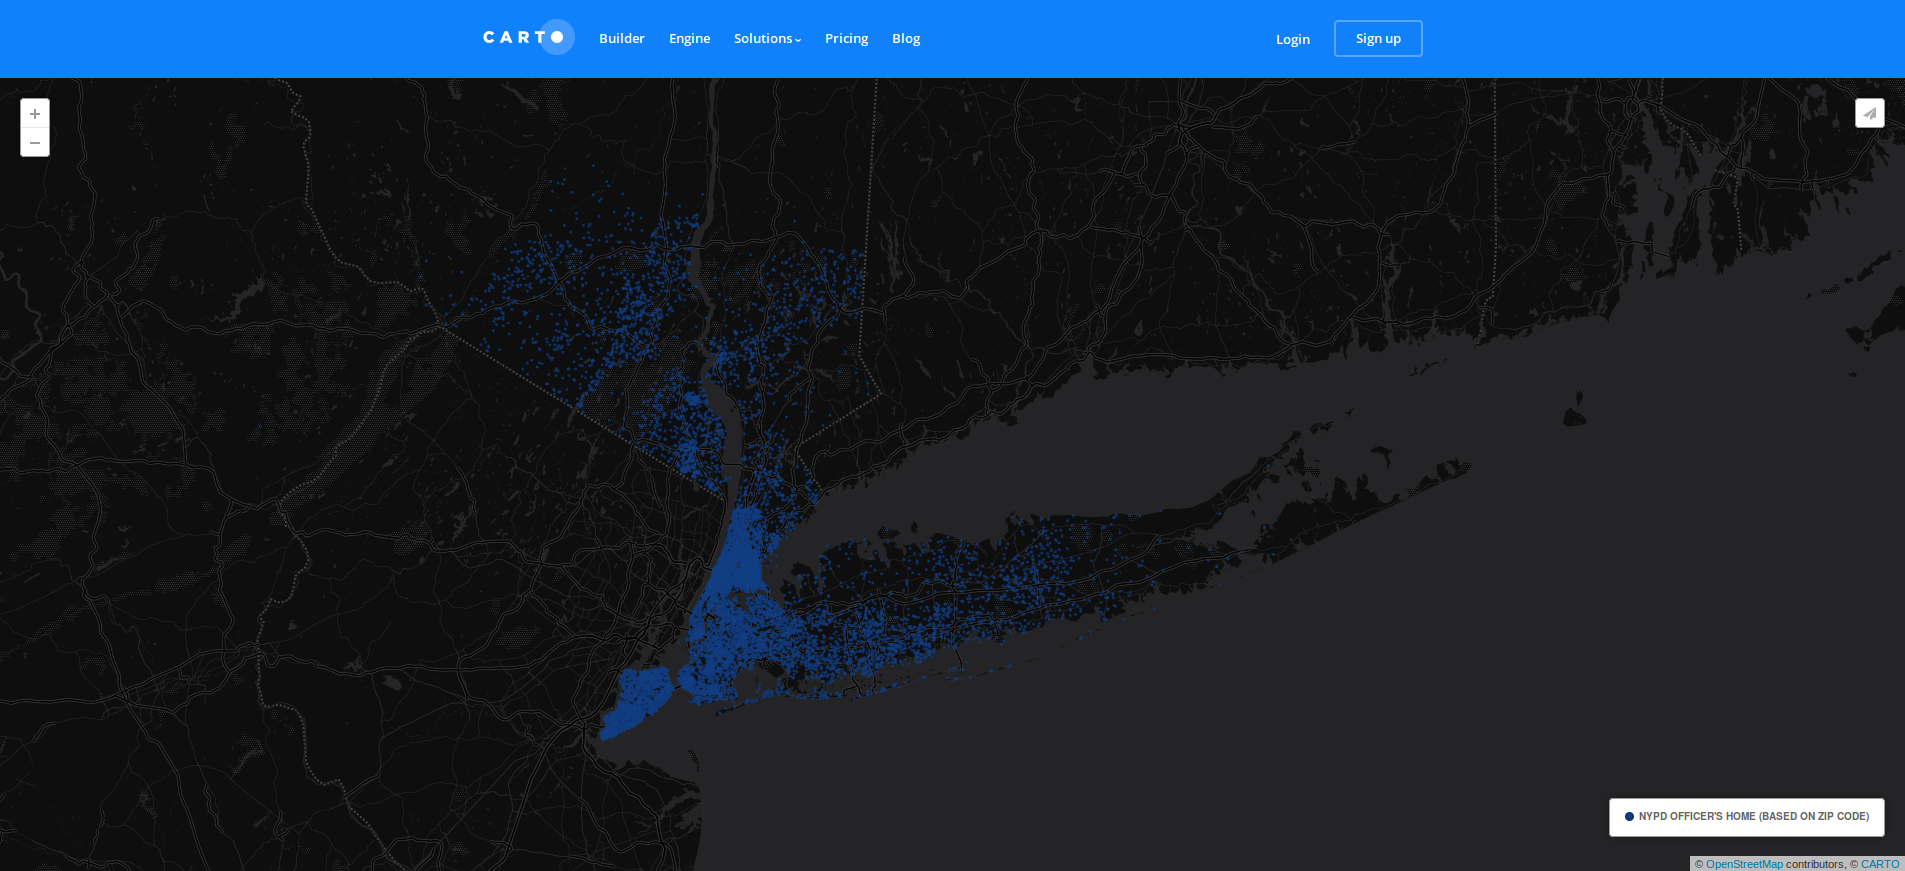 CARTO Builder Engine Solutions Pricing Blog Login Sign up
+
−
NYPD OFFICER'S HOME (BASED ON ZIP CODE)
© OpenStreetMap contributors, © CARTO